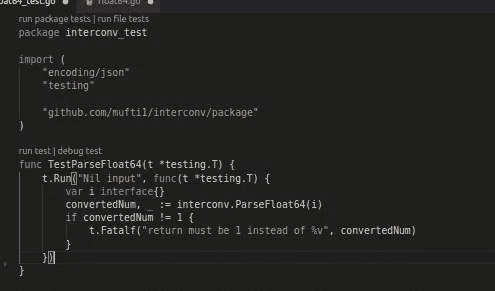 oat64_test.go float64.go
run package tests | run file tests
package interconv_test
import (
"encoding/json"
"testing"
"github.com/mufti1/interconv/package"
)
run test | debug test
func TestParseFloat64(t *testing.T) {
t.Run("Nil input", func(t *testing.T) {
var i interface{}
convertedNum, _ := interconv.ParseFloat64(i)
if convertedNum != 1 {
t.Fatalf("return must be 1 instead of %v", convertedNum)
}
})
}